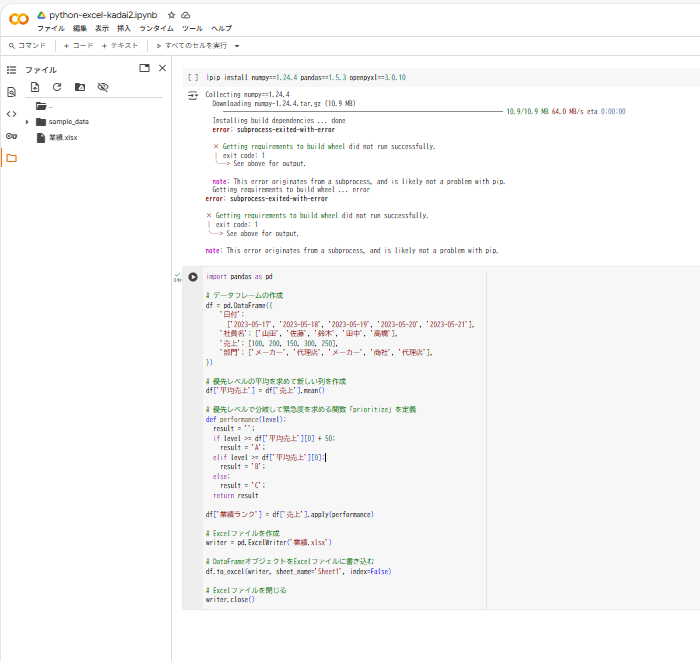 python-excel-kadai2.ipynb
ファイル 編集 表示 挿入 ランタイム ツール ヘルプ
コマンド + コード + テキスト すべてのセルを実行
ファイル
..
sample_data
業績.xlsx
[ ] !pip install numpy==1.24.4 pandas==1.5.3 openpyxl==3.0.10
Collecting numpy==1.24.4
Downloading numpy-1.24.4.tar.gz (10.9 MB)
10.9/10.9 MB 64.0 MB/s eta 0:00:00
Installing build dependencies ... done
error: subprocess-exited-with-error
× Getting requirements to build wheel did not run successfully.
│ exit code: 1
╰─> See above for output.
note: This error originates from a subprocess, and is likely not a problem with pip.
Getting requirements to build wheel ... error
error: subprocess-exited-with-error
× Getting requirements to build wheel did not run successfully.
│ exit code: 1
╰─> See above for output.
note: This error originates from a subprocess, and is likely not a problem with pip.
import pandas as pd
# データフレームの作成
df = pd.DataFrame({
'日付':
['2023-05-17', '2023-05-18', '2023-05-19', '2023-05-20', '2023-05-21'],
'社員名': ['山田', '佐藤', '鈴木', '田中', '高橋'],
'売上': [100, 200, 150, 300, 250],
'部門': ['メーカー', '代理店', 'メーカー', '商社', '代理店'],
})
# 優先レベルの平均を求めて新しい列を作成
df['平均売上'] = df['売上'].mean()
# 優先レベルで分岐して緊急度を求める関数「prioritize」を定義
def performance(level):
result = '';
if level >= df['平均売上'][0] + 50:
result = 'A';
elif level >= df['平均売上'][0]:
result = 'B';
else:
result = 'C';
return result
df['業績ランク'] = df['売上'].apply(performance)
# Excelファイルを作成
writer = pd.ExcelWriter('業績.xlsx')
# DataFrameオブジェクトをExcelファイルに書き込む
df.to_excel(writer, sheet_name='Sheet1', index=False)
# Excelファイルを閉じる
writer.close()